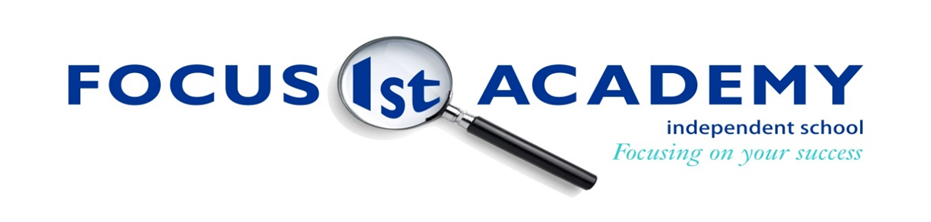 FOCUS 1st ACADEMY
independent school
Focusing on your success